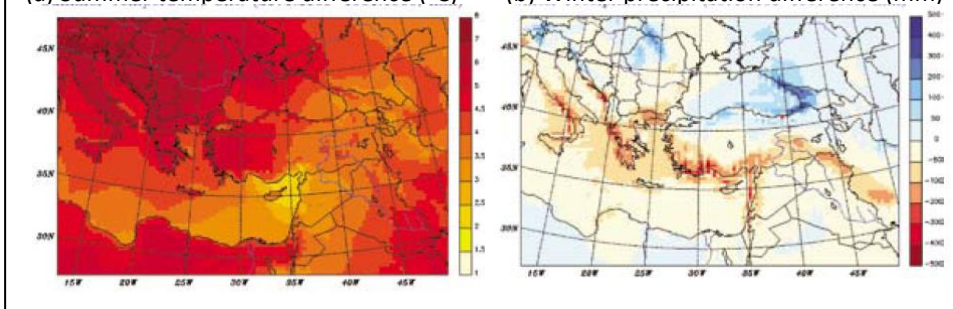 (a) Summer temperature difference (°C) (b) Winter precipitation difference (mm)
45N 8 45N 500
7 400
6 300
40N 5 40N 200
4.5 100
4 50
35N 3.5 35N 0
3 -50
2.5 -100
2 -200
30N 1.5 30N -300
1 -400
-500
15W 20W 25W 30W 35W 40W 45W 15W 20W 25W 30W 35W 40W 45W